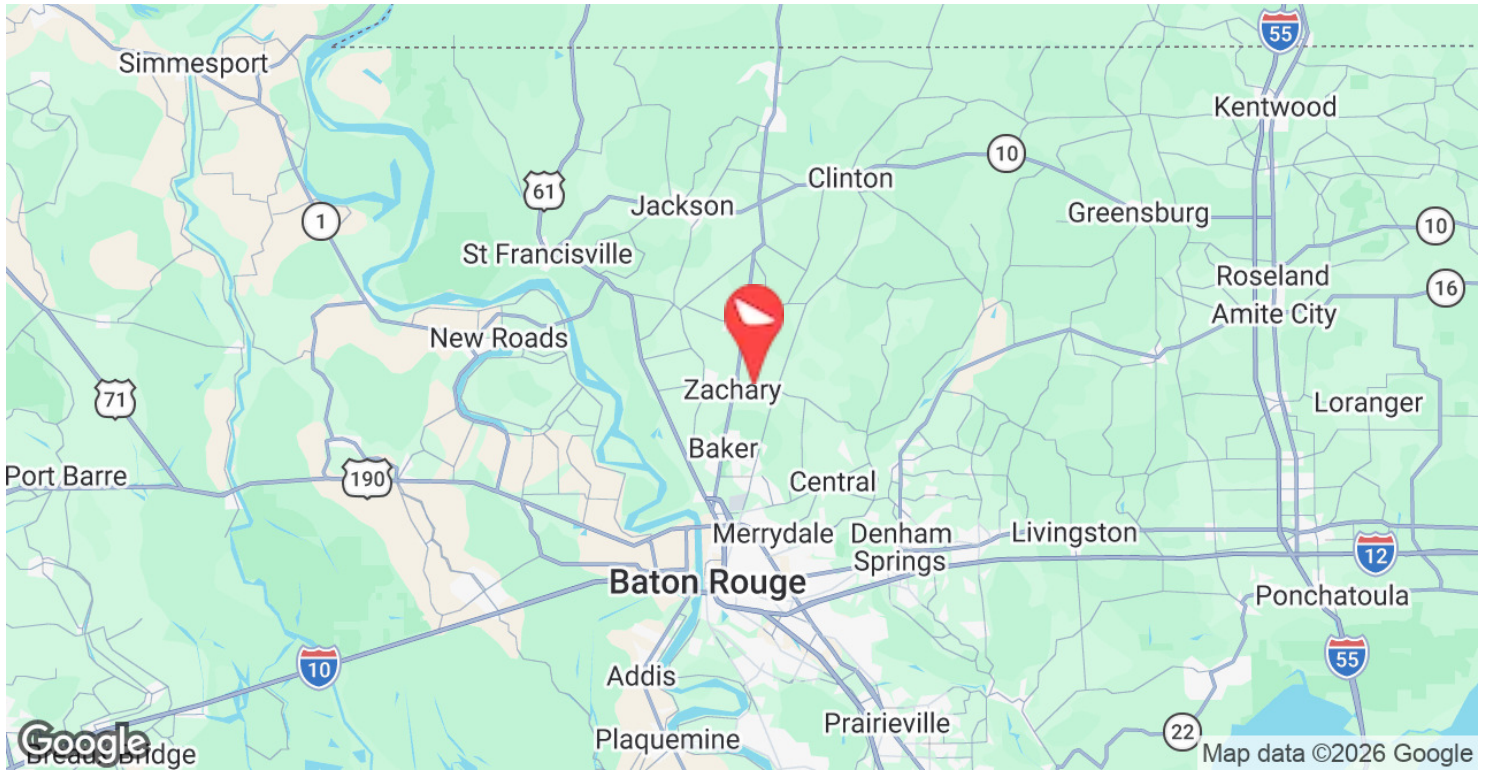 55
Simmesport
Kentwood
10
Clinton
61
Jackson
Greensburg
1
10
St Francisville
Roseland
16
Amite City
New Roads
Zachary
71
Loranger
Baker
Port Barre
190
Central
Merrydale
Denham
Springs
Livingston
12
Baton Rouge
Ponchatoula
10
55
Addis
Prairieville
22
Plaquemine
Google
Breaux Bridge
Map data ©2026 Google